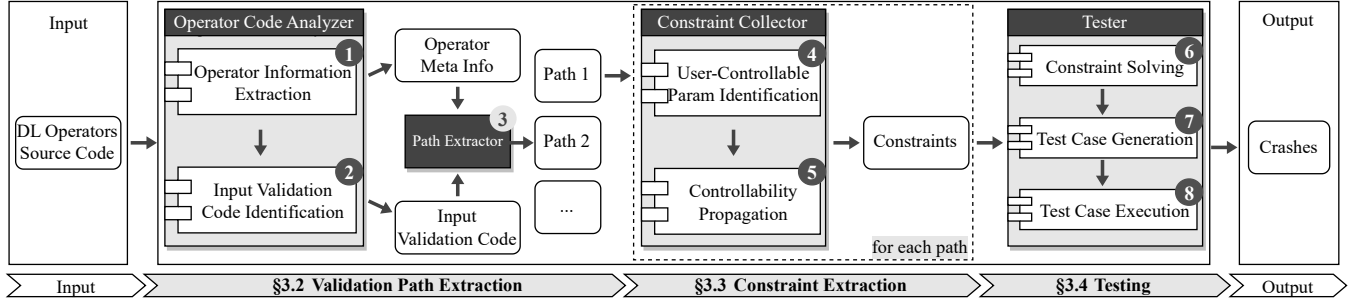 Input
DL Operators
Source Code
Operator Code Analyzer
1
Operator Information
Extraction
2
Input Validation
Code Identification
Operator
Meta Info
3
Path Extractor
Input
Validation Code
Path 1
Path 2
...
Constraint Collector
4
User-Controllable
Param Identification
5
Controllability
Propagation
Constraints
for each path
Tester
6
Constraint Solving
7
Test Case Generation
8
Test Case Execution
Output
Crashes
Input
§3.2 Validation Path Extraction
§3.3 Constraint Extraction
§3.4 Testing
Output